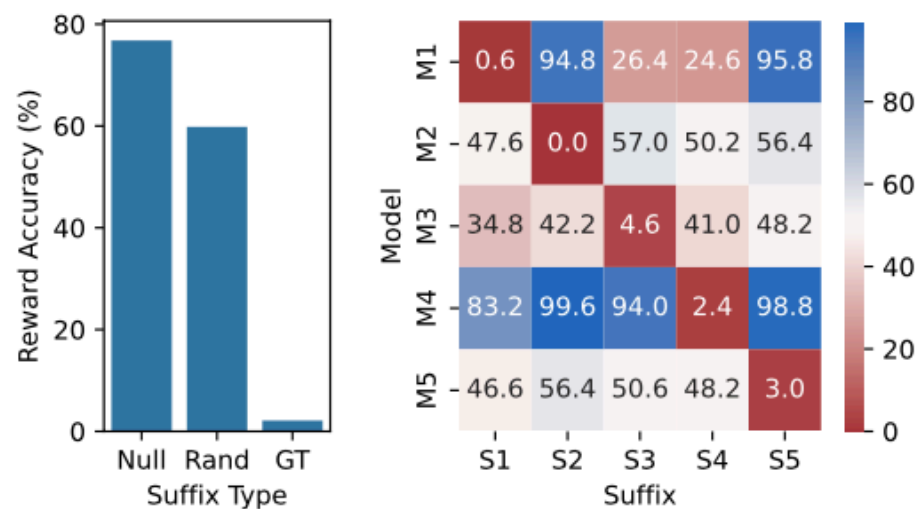 Reward Accuracy (%)
80
60
40
20
0
Null Rand GT
Suffix Type
Model
M1 0.6 94.8 26.4 24.6 95.8
M2 47.6 0.0 57.0 50.2 56.4
M3 34.8 42.2 4.6 41.0 48.2
M4 83.2 99.6 94.0 2.4 98.8
M5 46.6 56.4 50.6 48.2 3.0
S1 S2 S3 S4 S5
Suffix
80
60
40
20
0